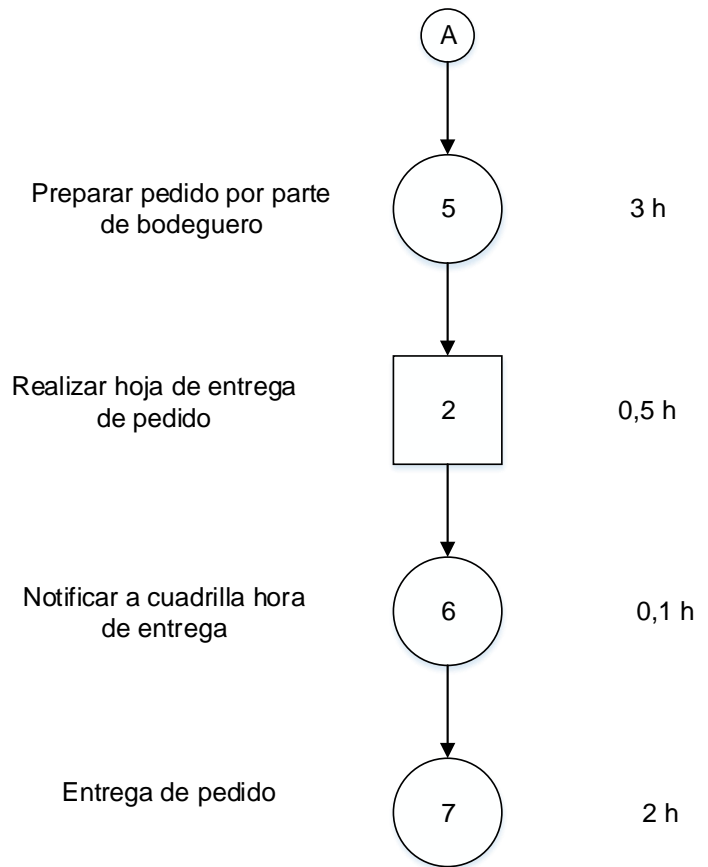 A
Preparar pedido por parte
de bodeguero
5
3 h
Realizar hoja de entrega
de pedido
2
0,5 h
Notificar a cuadrilla hora
de entrega
6
0,1 h
Entrega de pedido
7
2 h